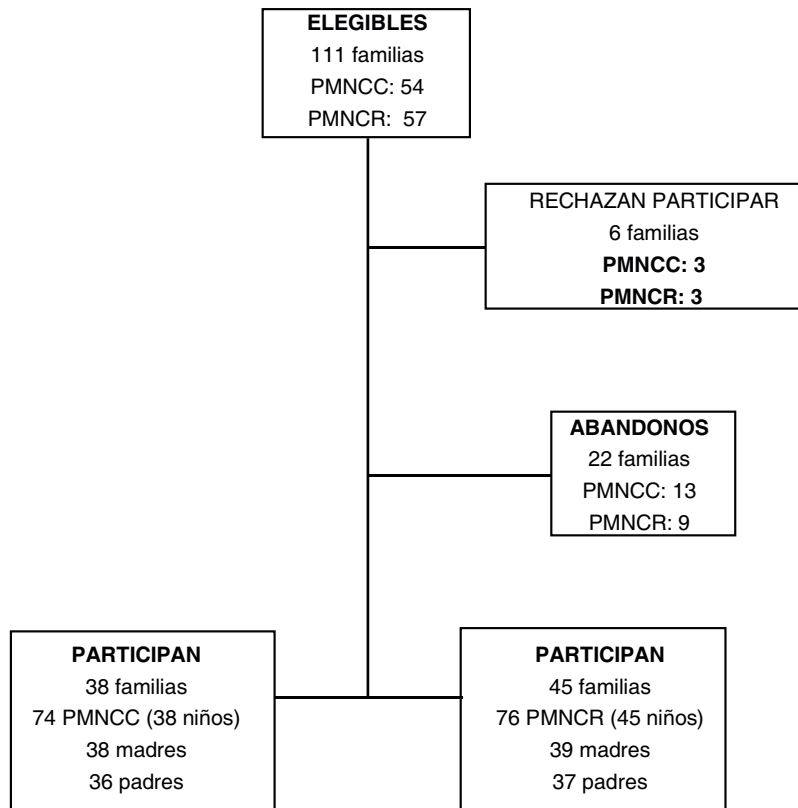 ELEGIBLES
111 familias
PMNCC: 54
PMNCR: 57
RECHAZAN PARTICIPAR
6 familias
PMNCC: 3
PMNCR: 3
ABANDONOS
22 familias
PMNCC: 13
PMNCR: 9
PARTICIPAN
38 familias
74 PMNCC (38 niños)
38 madres
36 padres
PARTICIPAN
45 familias
76 PMNCR (45 niños)
39 madres
37 padres